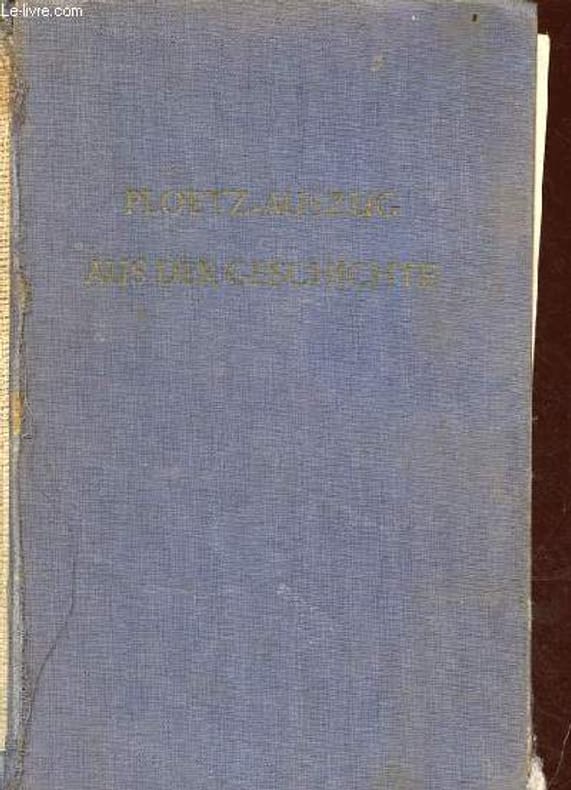 Le-livre.com
PLOETZ-AUSZUG
AUS DER GESCHICHTE